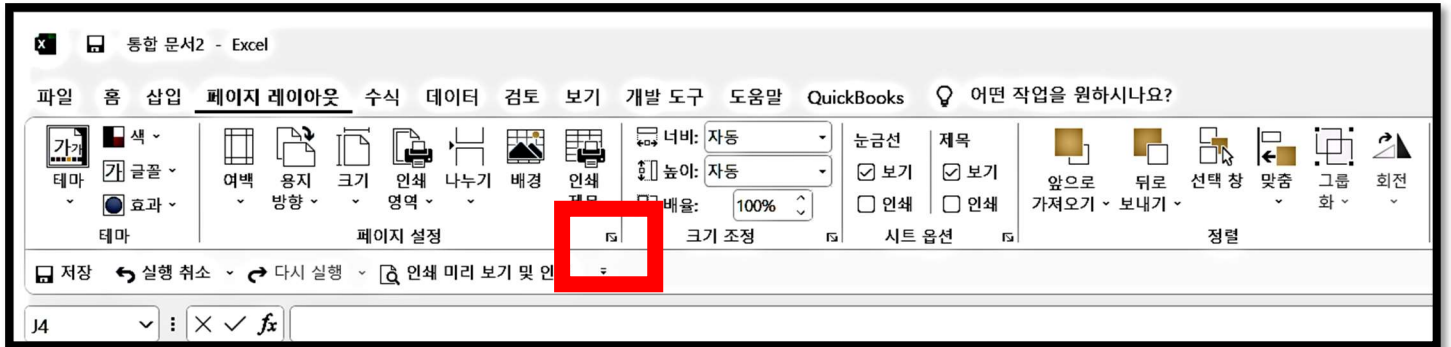 통합 문서2 - Excel
파일 홈 삽입 페이지 레이아웃 수식 데이터 검토 보기 개발 도구 도움말 QuickBooks 어떤 작업을 원하시나요?
가가 테마
색
가 글꼴
효과
테마
여백
용지 방향
크기
인쇄 영역
나누기
배경
인쇄
페이지 설정
너비: 자동
높이: 자동
배율: 100%
크기 조정
눈금선
보기
인쇄
제목
보기
인쇄
시트 옵션
앞으로 가져오기
뒤로 보내기
선택 창
맞춤
그룹화
회전
정렬
저장 실행 취소 다시 실행 인쇄 미리 보기 및 인
J4 fx